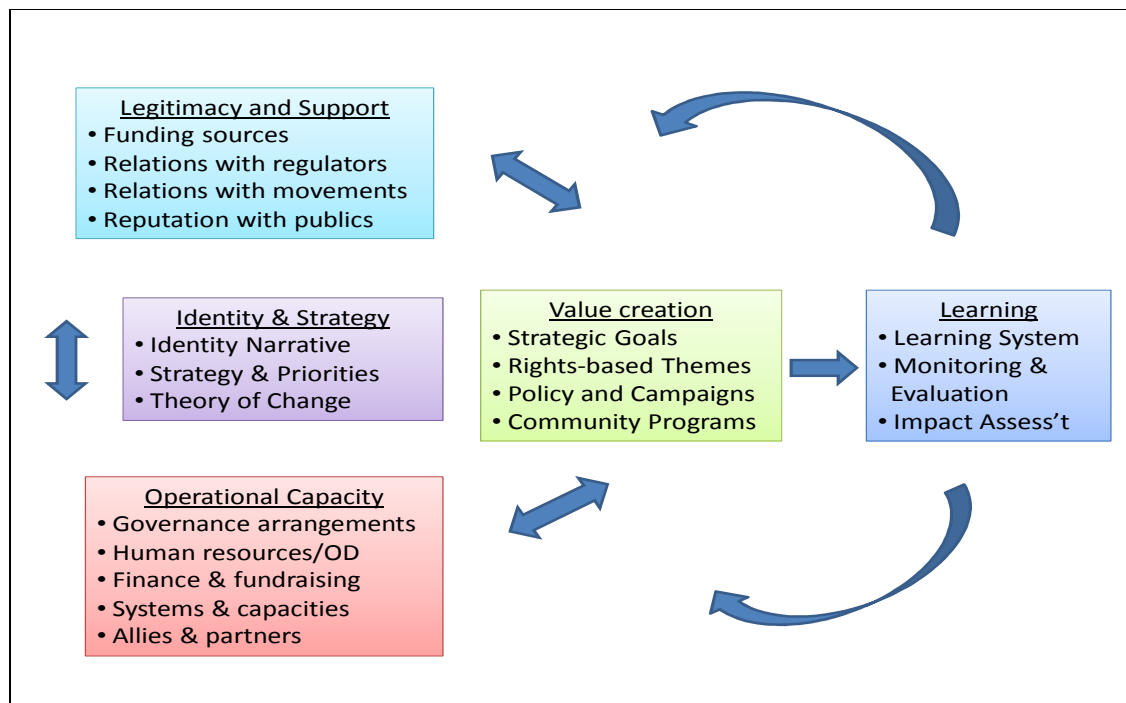 Legitimacy and Support
• Funding sources
• Relations with regulators
• Relations with movements
• Reputation with publics
Identity & Strategy
• Identity Narrative
• Strategy & Priorities
• Theory of Change
Value creation
• Strategic Goals
• Rights-based Themes
• Policy and Campaigns
• Community Programs
Learning
• Learning System
• Monitoring &
Evaluation
• Impact Assess’t
Operational Capacity
• Governance arrangements
• Human resources/OD
• Finance & fundraising
• Systems & capacities
• Allies & partners